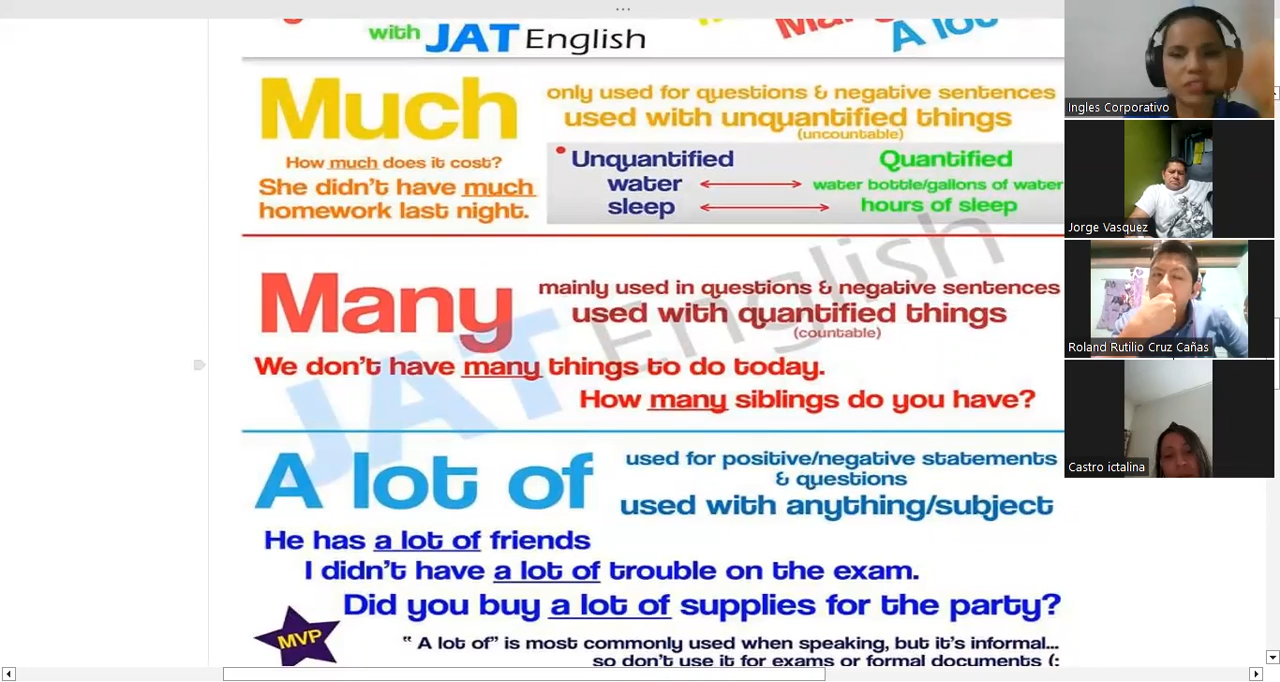 with JAT English
A lot
Much
only used for questions & negative sentences
used with unquantified things
(uncountable)
How much does it cost?
She didn't have much
homework last night.
Unquantified
Quantified
water
water bottle/gallons of water
sleep
hours of sleep
Many
mainly used in questions & negative sentences
used with quantified things
(countable)
We don't have many things to do today.
How many siblings do you have?
JAT English
A lot of
used for positive/negative statements
& questions
used with anything/subject
He has a lot of friends
I didn't have a lot of trouble on the exam.
Did you buy a lot of supplies for the party?
MVP
" A lot of" is most commonly used when speaking, but it's informal...
so don't use it for exams or formal documents (:
Ingles Corporativo
Jorge Vasquez
Roland Rutilio Cruz Cañas
Castro ictalina